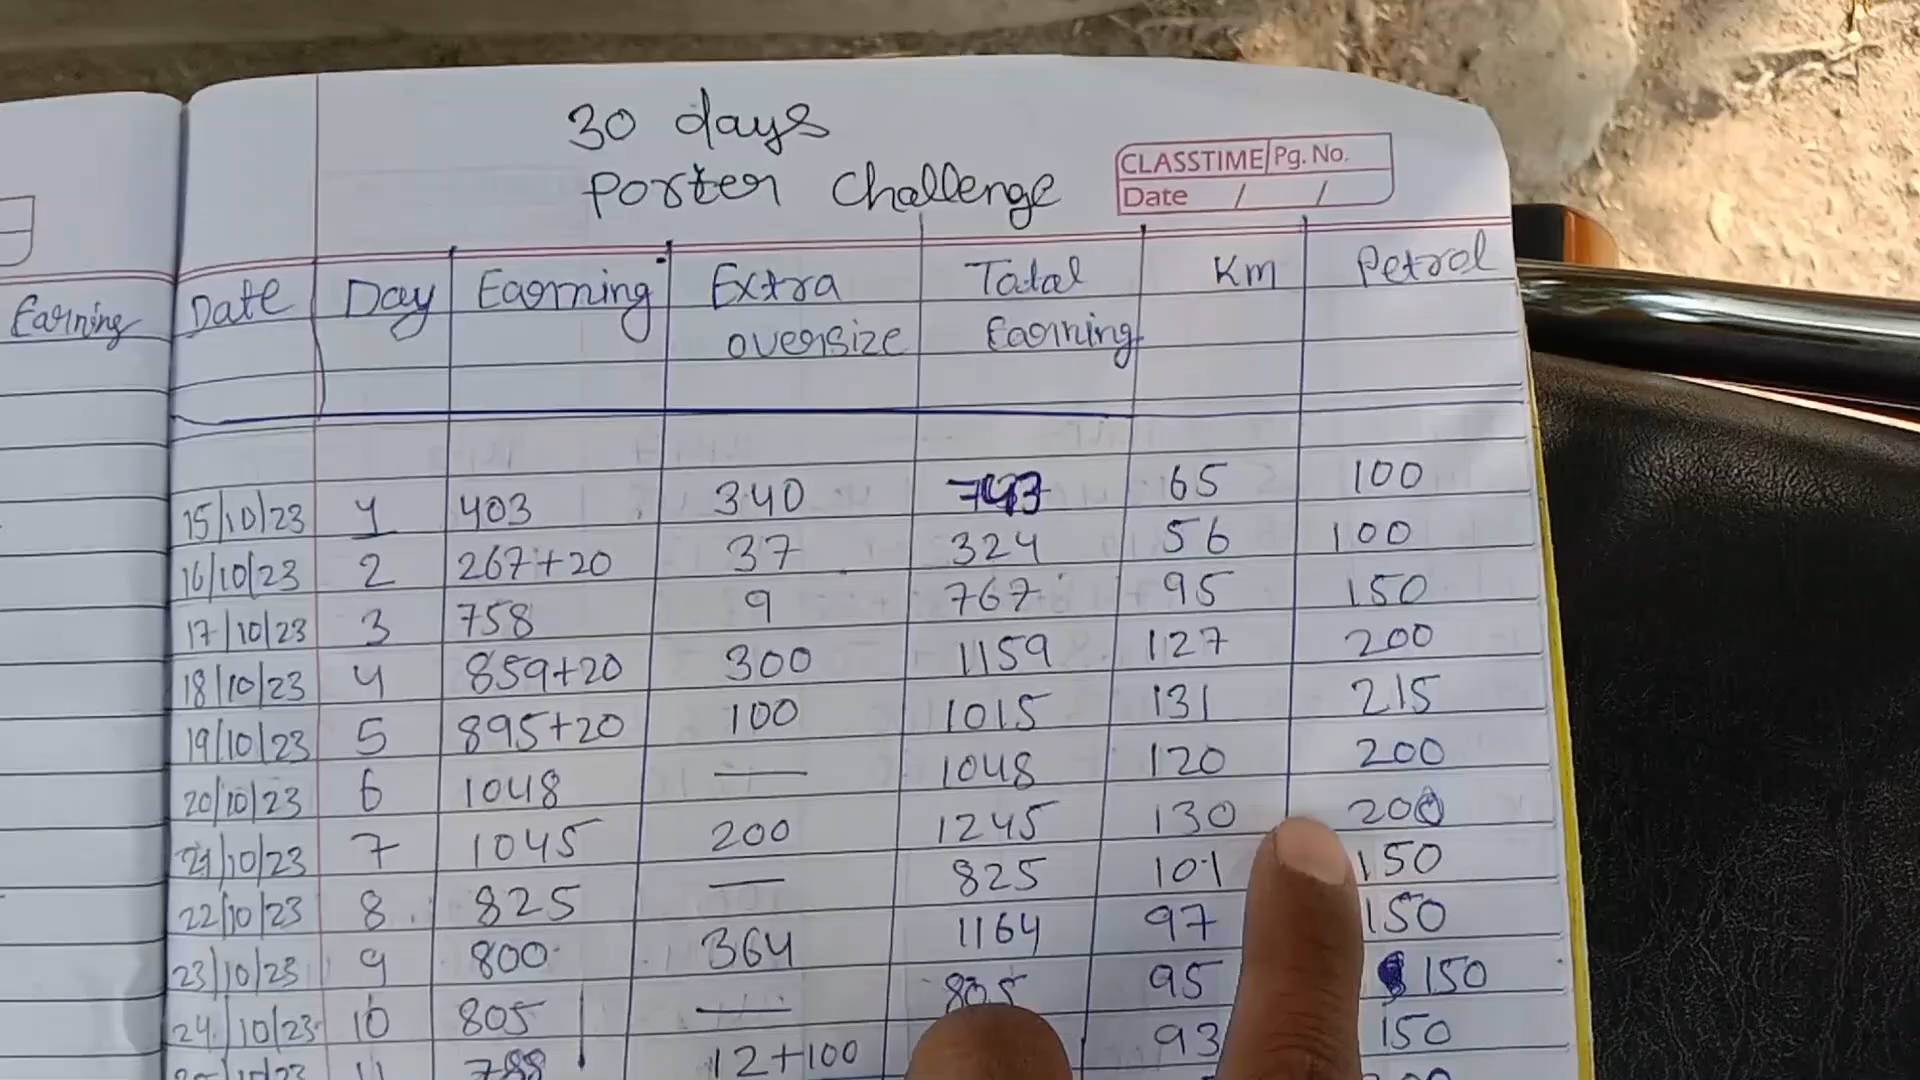 30 days
Porter Challenge
CLASSTIME Pg. No.
Date / /
Earning
Date Day Earning Extra oversize Total Earning Km Petrol
15/10/23 1 403 340 743 65 100
16/10/23 2 267+20 37 324 56 100
17/10/23 3 758 9 767 95 150
18/10/23 4 859+20 300 1159 127 200
19/10/23 5 895+20 100 1015 131 215
20/10/23 6 1048 — 1048 120 200
21/10/23 7 1045 200 1245 130 200
22/10/23 8 825 — 825 101 150
23/10/23 9 800 364 1164 97 150
24/10/23 10 805 — 805 95 150
11 788 12+100 93 150